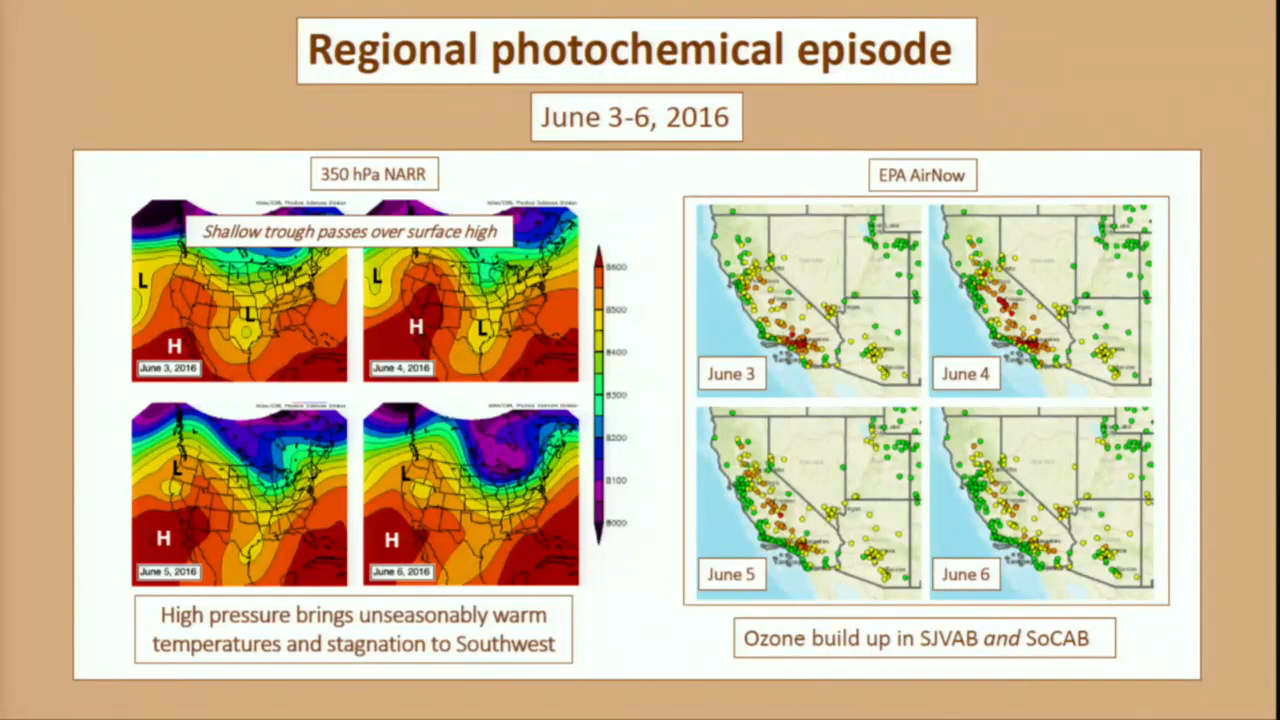 Regional photochemical episode
June 3-6, 2016
350 hPa NARR
Shallow trough passes over surface high
L
L
H
June 3, 2016
L
H
L
June 4, 2016
8600
8500
8400
8300
8200
8100
8000
L
H
June 5, 2016
L
H
June 6, 2016
High pressure brings unseasonably warm
temperatures and stagnation to Southwest
EPA AirNow
June 3
June 4
June 5
June 6
Ozone build up in SJVAB and SoCAB